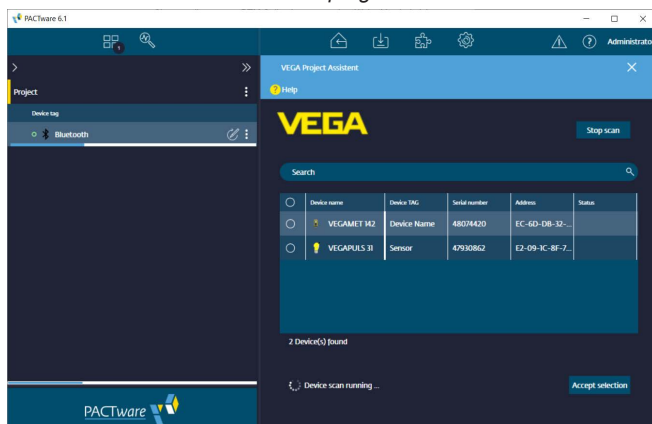 PACTware 6.1
1
Administrato
VEGA Project Assistent
Project
? Help
Device tag
VEGA
Stop scan
Bluetooth
Search
Device name Device TAG Serial number Address Status
VEGAMET 142 Device Name 48074420 EC-6D-DB-32-...
VEGAPULS 31 Sensor 47930862 E2-09-1C-8F-7...
2 Device(s) found
Device scan running ...
Accept selection
PACTware